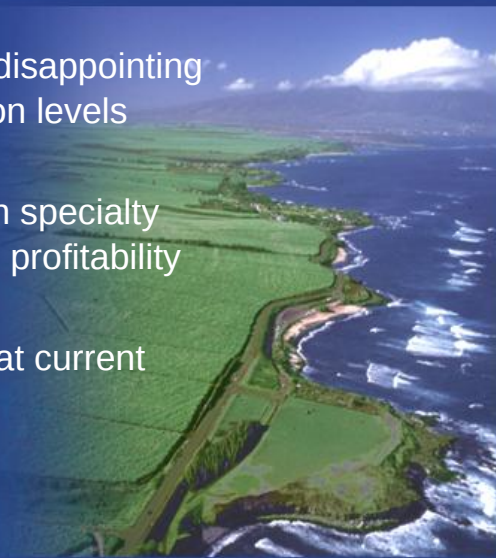 disappointing
on levels
n specialty
profitability
at current